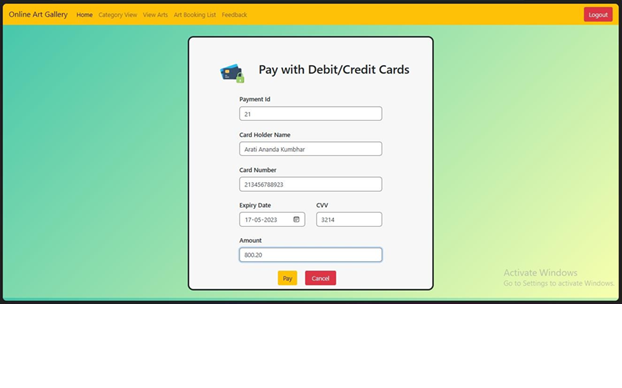 Online Art Gallery Home Category View View Arts Art Booking List Feedback Logout
Pay with Debit/Credit Cards
Payment Id
21
Card Holder Name
Arati Ananda Kumbhar
Card Number
213456788923
Expiry Date CVV
17-05-2023 3214
Amount
800.20
Pay Cancel
Activate Windows
Go to Settings to activate Windows.